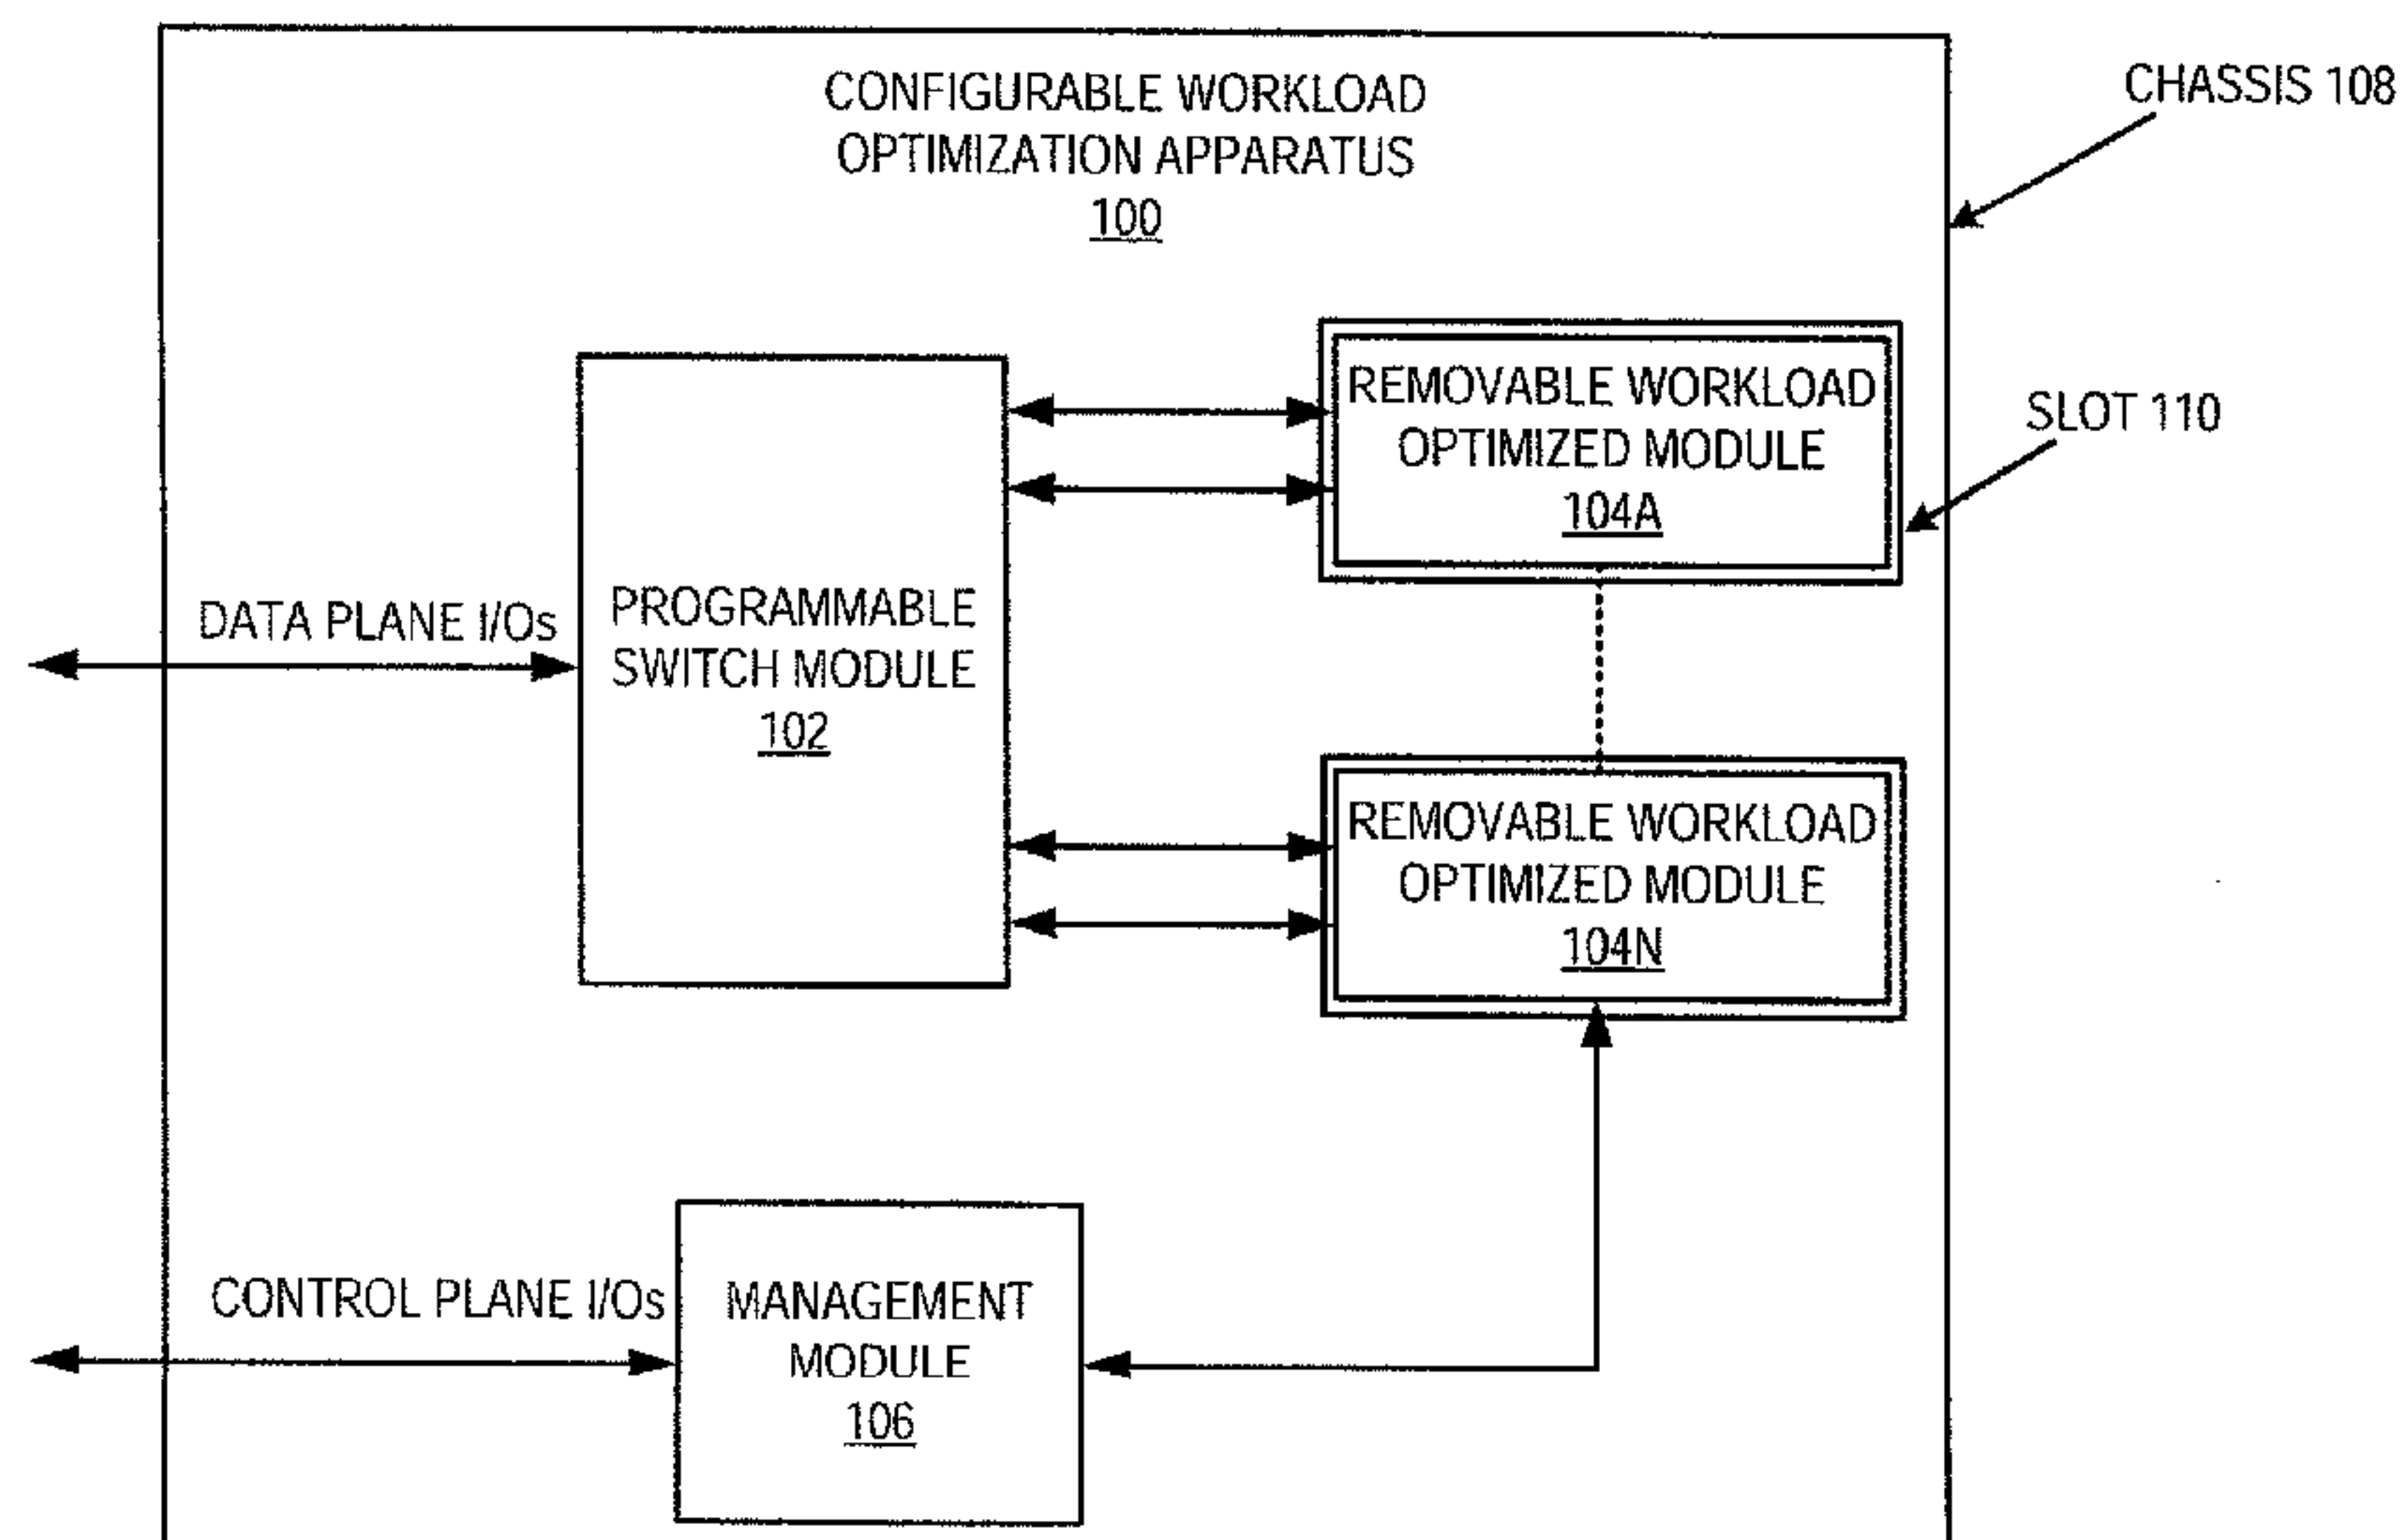 CONFIGURABLE WORKLOAD
OPTIMIZATION APPARATUS
100
CHASSIS 108
REMOVABLE WORKLOAD
OPTIMIZED MODULE
104A
SLOT 110
DATA PLANE I/Os
PROGRAMMABLE
SWITCH MODULE
102
REMOVABLE WORKLOAD
OPTIMIZED MODULE
104N
CONTROL PLANE I/Os
MANAGEMENT
MODULE
106